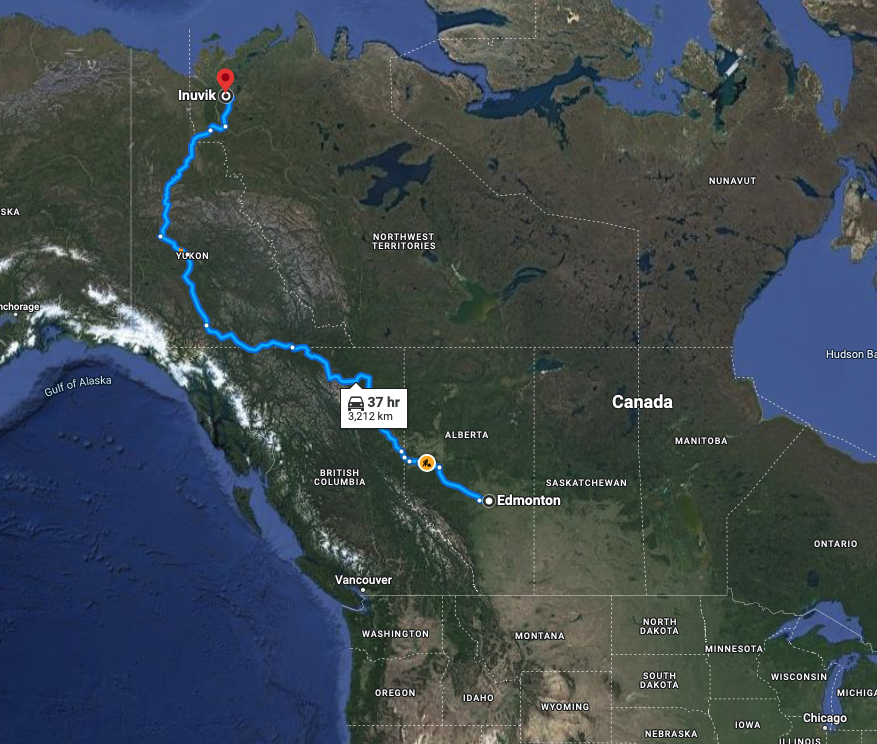 Inuvik
NUNAVUT
SKA
NORTHWEST
TERRITORIES
YUKON
nchorage
Hudson Ba
Gulf of Alaska
37 hr
3,212 km
Canada
ALBERTA
MANITOBA
BRITISH
COLUMBIA
SASKATCHEWAN
Edmonton
ONTARIO
Vancouver
WASHINGTON
MONTANA
NORTH
DAKOTA
MINNESOTA
OREGON
IDAHO
SOUTH
DAKOTA
WISCONSIN
MICHIGA
WYOMING
Chicago
IOWA
NEBRASKA
ILLINOIS